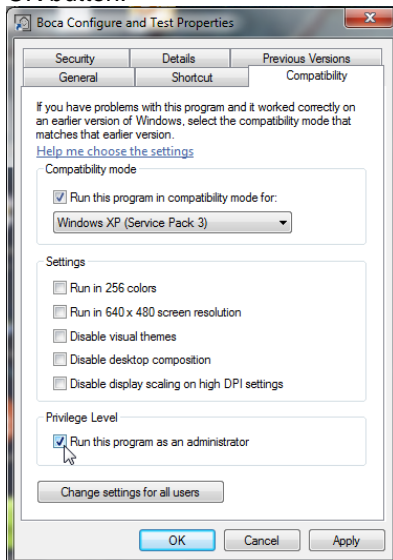 Boca Configure and Test Properties
Security Details Previous Versions
General Shortcut Compatibility
If you have problems with this program and it worked correctly on
an earlier version of Windows, select the compatibility mode that
matches that earlier version.
Help me choose the settings
Compatibility mode
Run this program in compatibility mode for:
Windows XP (Service Pack 3)
Settings
Run in 256 colors
Run in 640 x 480 screen resolution
Disable visual themes
Disable desktop composition
Disable display scaling on high DPI settings
Privilege Level
Run this program as an administrator
Change settings for all users
OK Cancel Apply